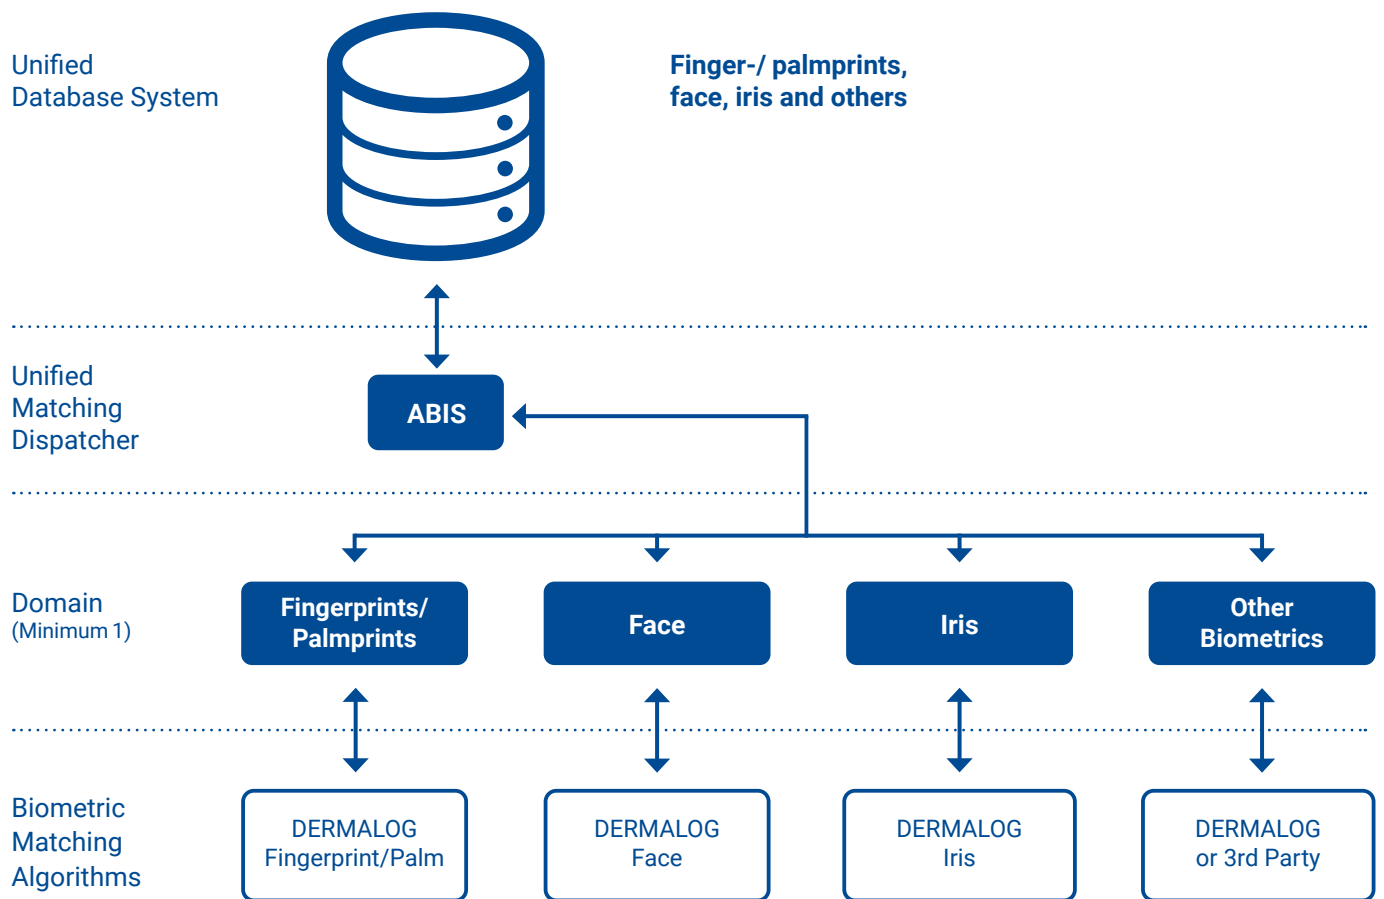 Unified
Database System
Finger-/ palmprints,
face, iris and others
Unified
Matching
Dispatcher
ABIS
Domain
(Minimum 1)
Fingerprints/
Palmprints
Face
Iris
Other
Biometrics
Biometric
Matching
Algorithms
DERMALOG
Fingerprint/Palm
DERMALOG
Face
DERMALOG
Iris
DERMALOG
or 3rd Party